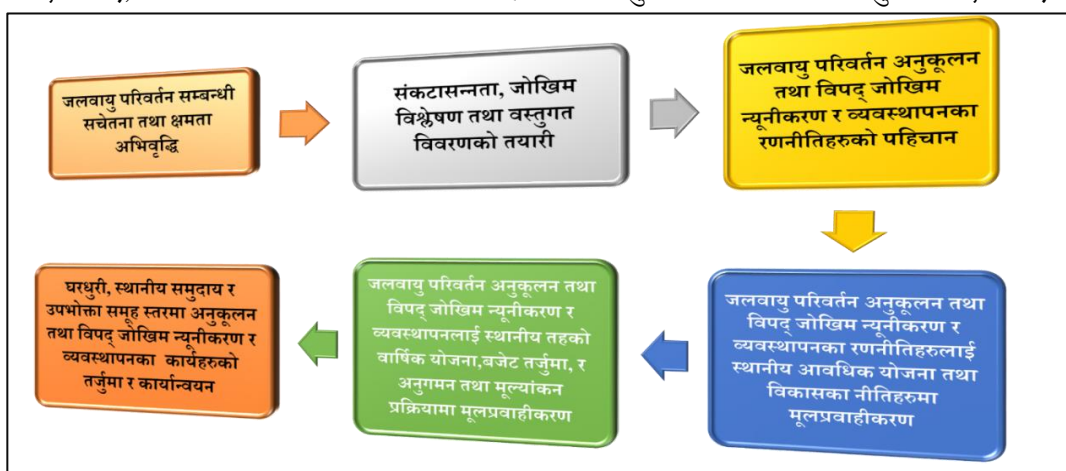 जलवायु परिवर्तन सम्बन्धी
सचेतना तथा क्षमता
अभिवृद्धि
संकटासन्नता, जोखिम
विश्लेषण तथा वस्तुगत
विवरणको तयारी
जलवायु परिवर्तन अनुकूलन
तथा विपद् जोखिम
न्यूनीकरण र व्यवस्थापनका
रणनीतिहरुको पहिचान
जलवायु परिवर्तन अनुकूलन तथा
विपद् जोखिम न्यूनीकरण र
व्यवस्थापनका रणनीतिहरुलाई
स्थानीय आवधिक योजना तथा
विकासका नीतिहरुमा
मूलप्रवाहीकरण
जलवायु परिवर्तन अनुकूलन तथा
विपद् जोखिम न्यूनीकरण र
व्यवस्थापनलाई स्थानीय तहको
वार्षिक योजना,बजेट तर्जुमा, र
अनुगमन तथा मूल्यांकन
प्रक्रियामा मूलप्रवाहीकरण
घरधुरी, स्थानीय समुदाय र
उपभोक्ता समूह स्तरमा अनुकूलन
तथा विपद् जोखिम न्यूनीकरण र
व्यवस्थापनका कार्यहरुको
तर्जुमा र कार्यान्वयन